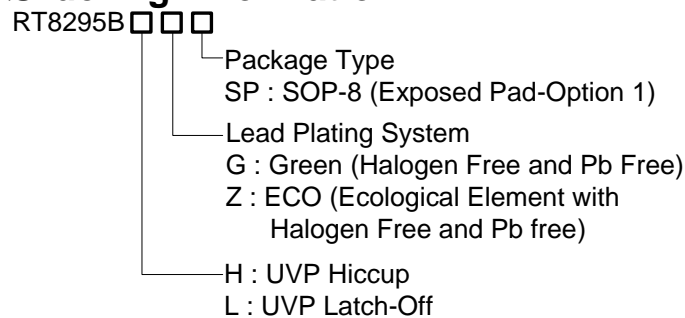 RT8295B
Package Type
SP : SOP-8 (Exposed Pad-Option 1)
Lead Plating System
G : Green (Halogen Free and Pb Free)
Z : ECO (Ecological Element with
Halogen Free and Pb free)
H : UVP Hiccup
L : UVP Latch-Off